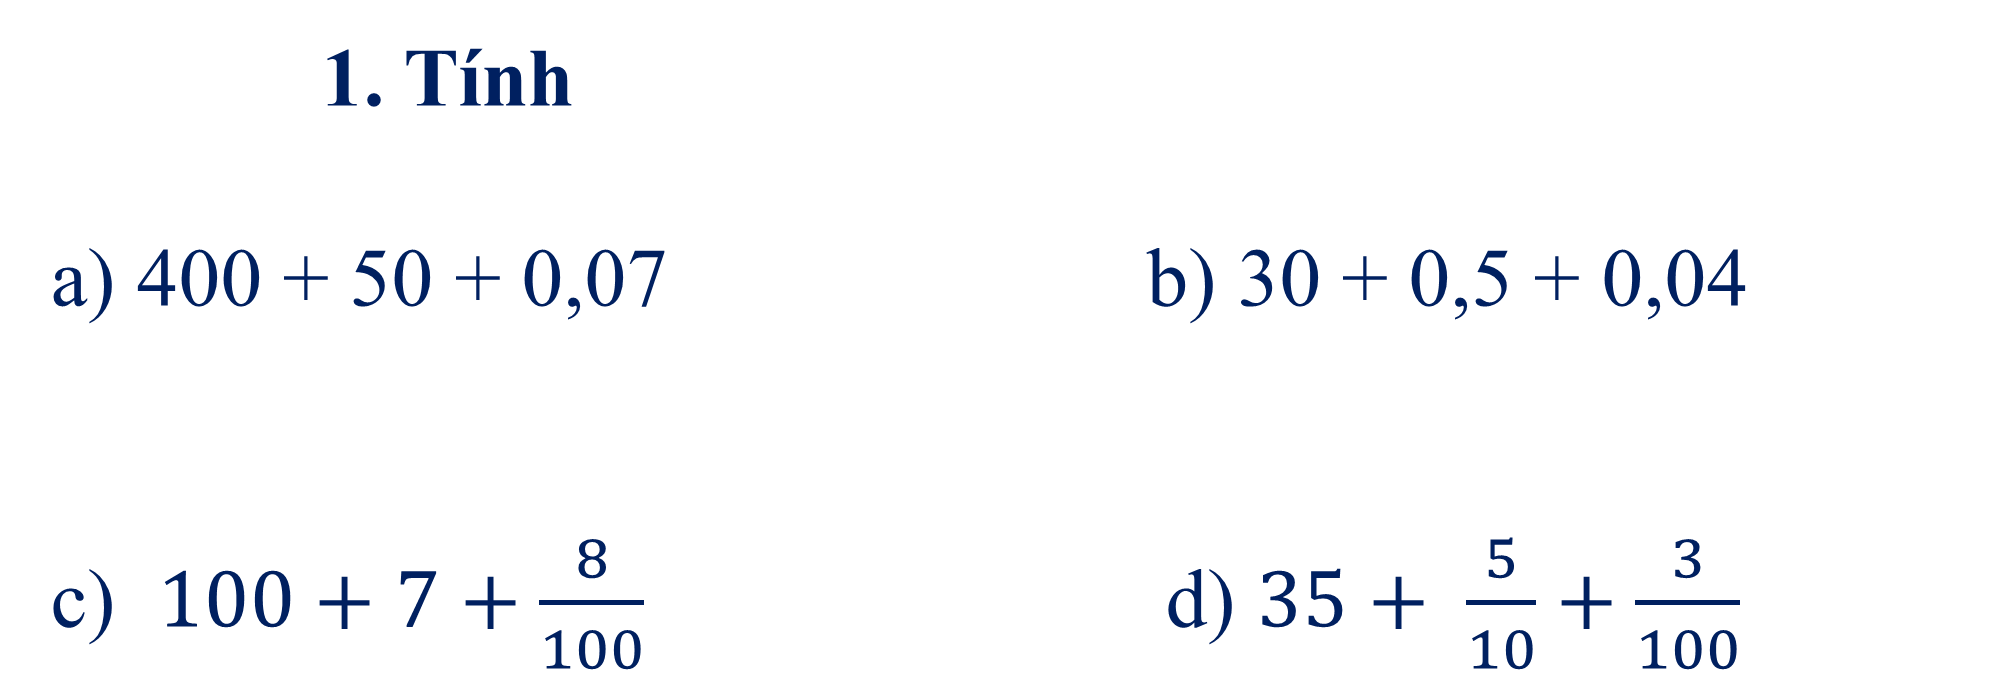 1. Tính
a) 400 + 50 + 0,07
b) 30 + 0,5 + 0,04
c) 100 + 7 + 8/100
d) 35 + 5/10 + 3/100